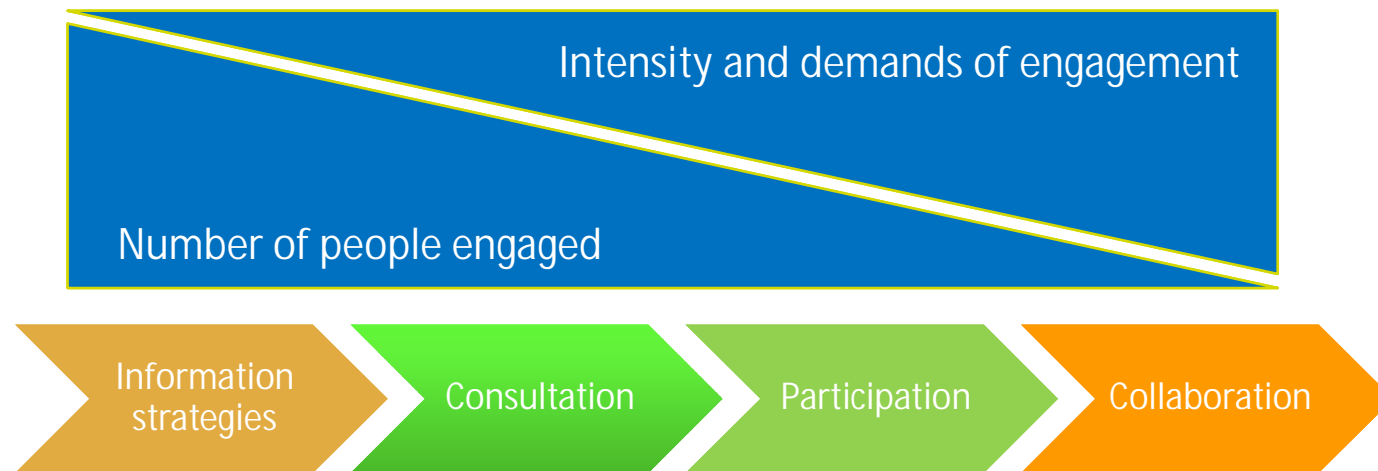 Intensity and demands of engagement
Number of people engaged
Information
strategies
Consultation
Participation
Collaboration